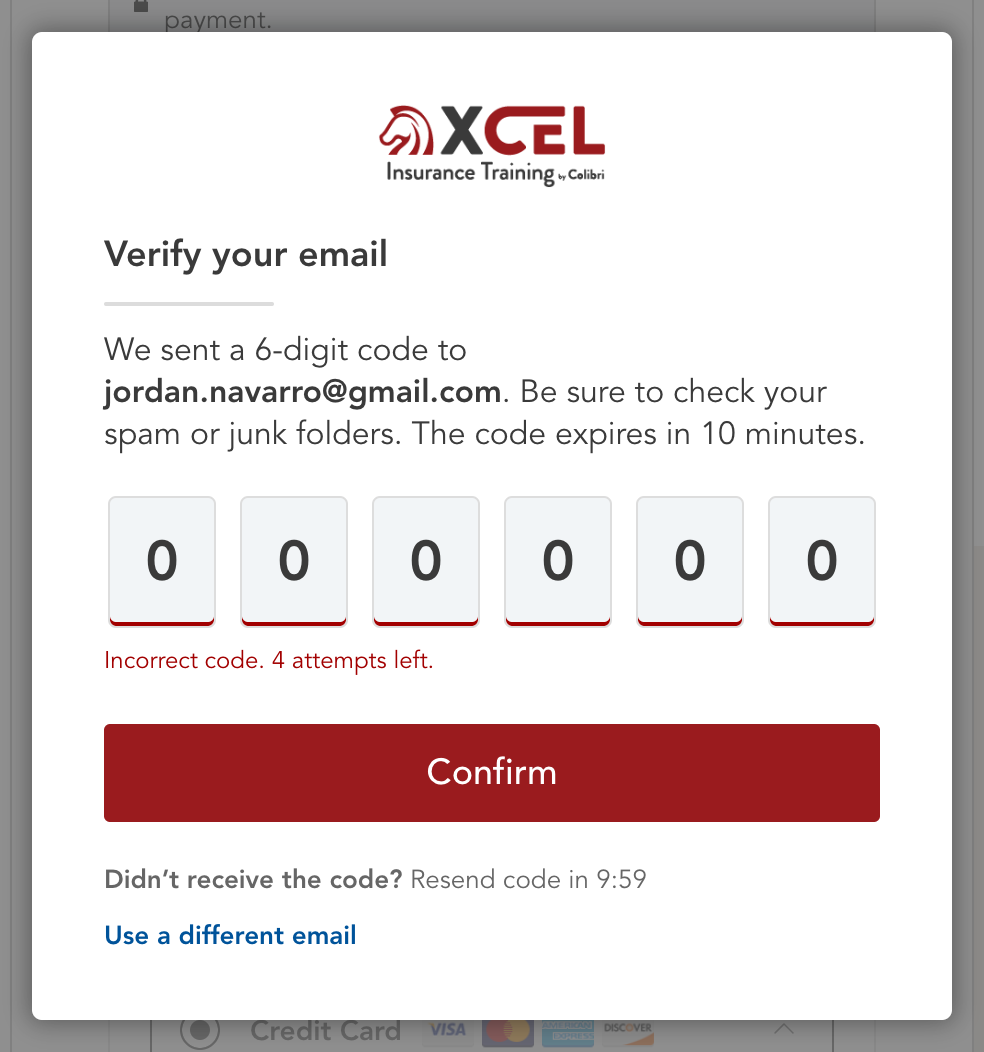 payment.
XCEL
Insurance Training by Colibri
Verify your email
We sent a 6-digit code to
jordan.navarro@gmail.com. Be sure to check your
spam or junk folders. The code expires in 10 minutes.
0 0 0 0 0 0
Incorrect code. 4 attempts left.
Confirm
Didn’t receive the code? Resend code in 9:59
Use a different email
Credit Card VISA AMERICAN EXPRESS DISCOVER